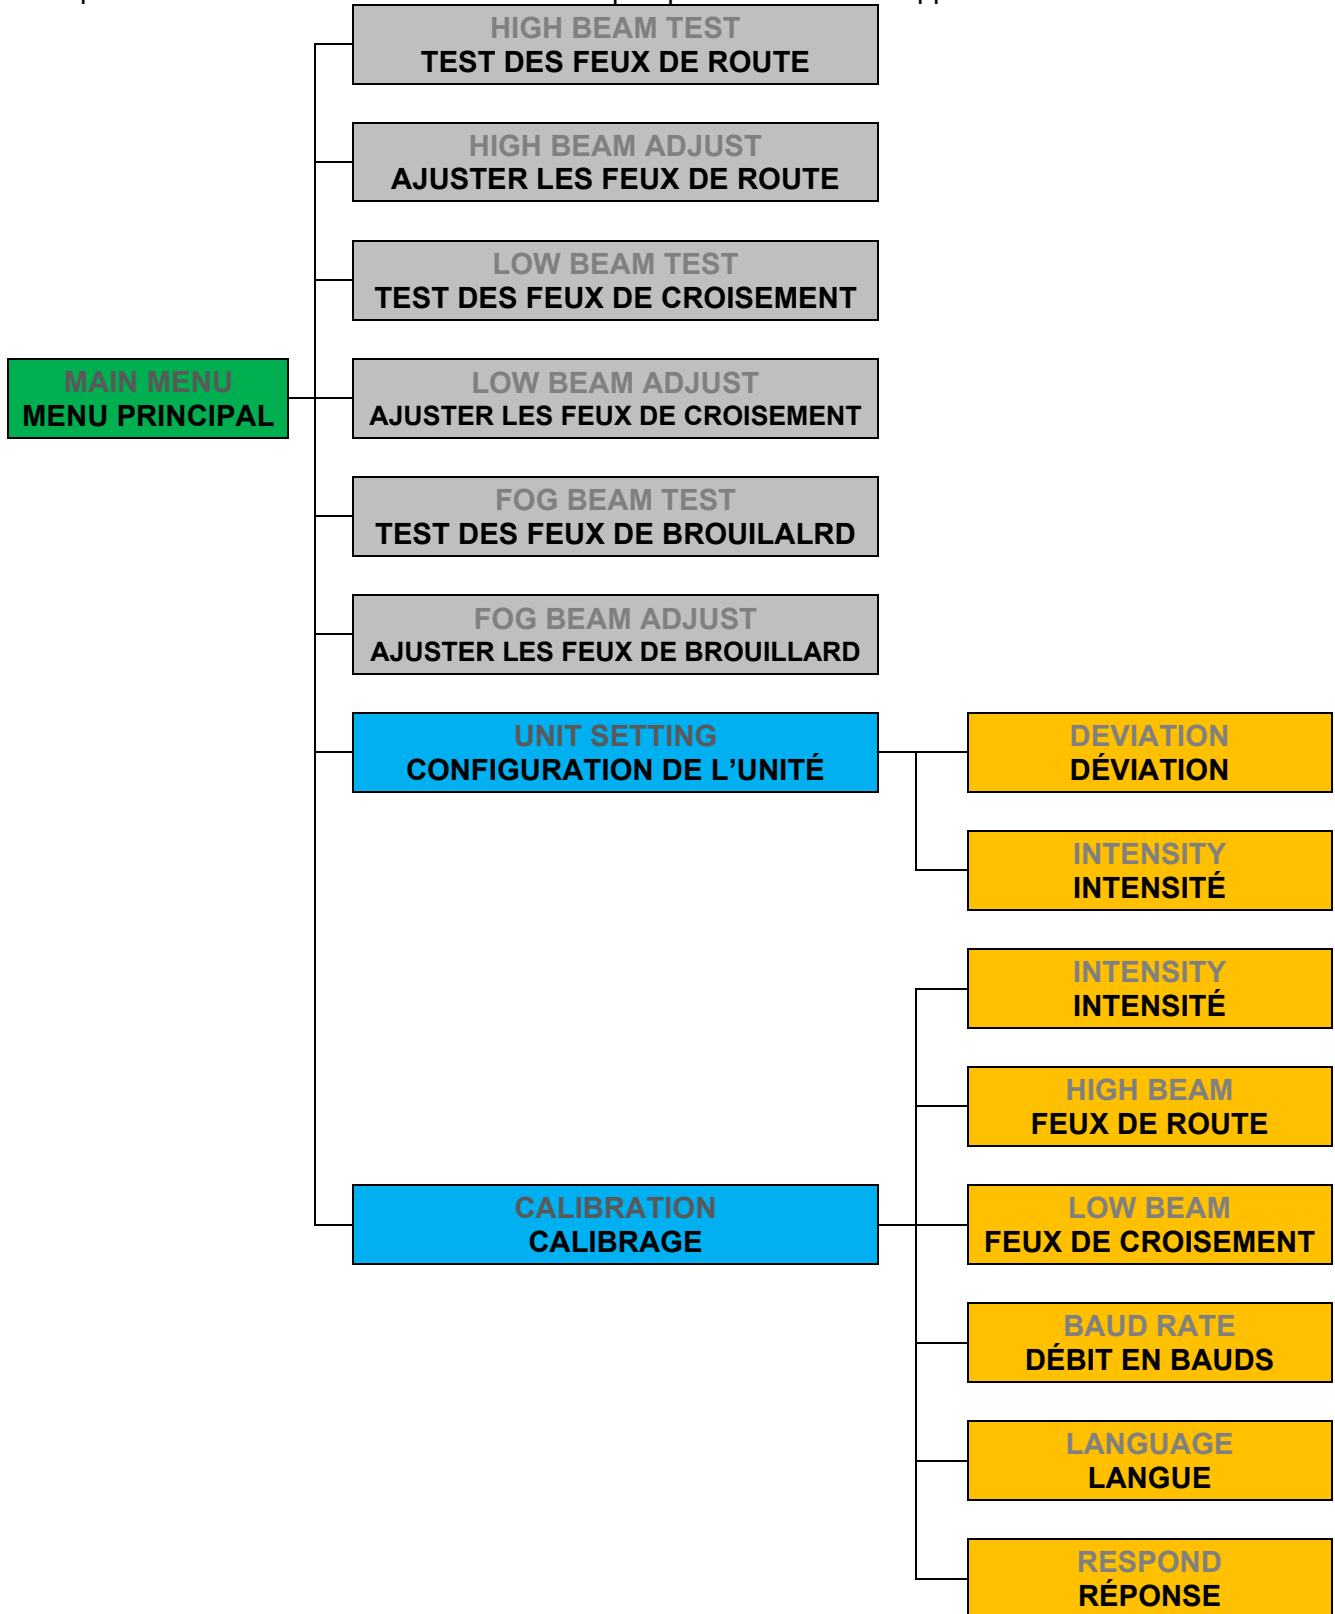 HIGH BEAM TEST
TEST DES FEUX DE ROUTE
HIGH BEAM ADJUST
AJUSTER LES FEUX DE ROUTE
LOW BEAM TEST
TEST DES FEUX DE CROISEMENT
MAIN MENU
MENU PRINCIPAL
LOW BEAM ADJUST
AJUSTER LES FEUX DE CROISEMENT
FOG BEAM TEST
TEST DES FEUX DE BROUILALRD
FOG BEAM ADJUST
AJUSTER LES FEUX DE BROUILLARD
UNIT SETTING
CONFIGURATION DE L’UNITÉ
DEVIATION
DÉVIATION
INTENSITY
INTENSITÉ
INTENSITY
INTENSITÉ
HIGH BEAM
FEUX DE ROUTE
CALIBRATION
CALIBRAGE
LOW BEAM
FEUX DE CROISEMENT
BAUD RATE
DÉBIT EN BAUDS
LANGUAGE
LANGUE
RESPOND
RÉPONSE